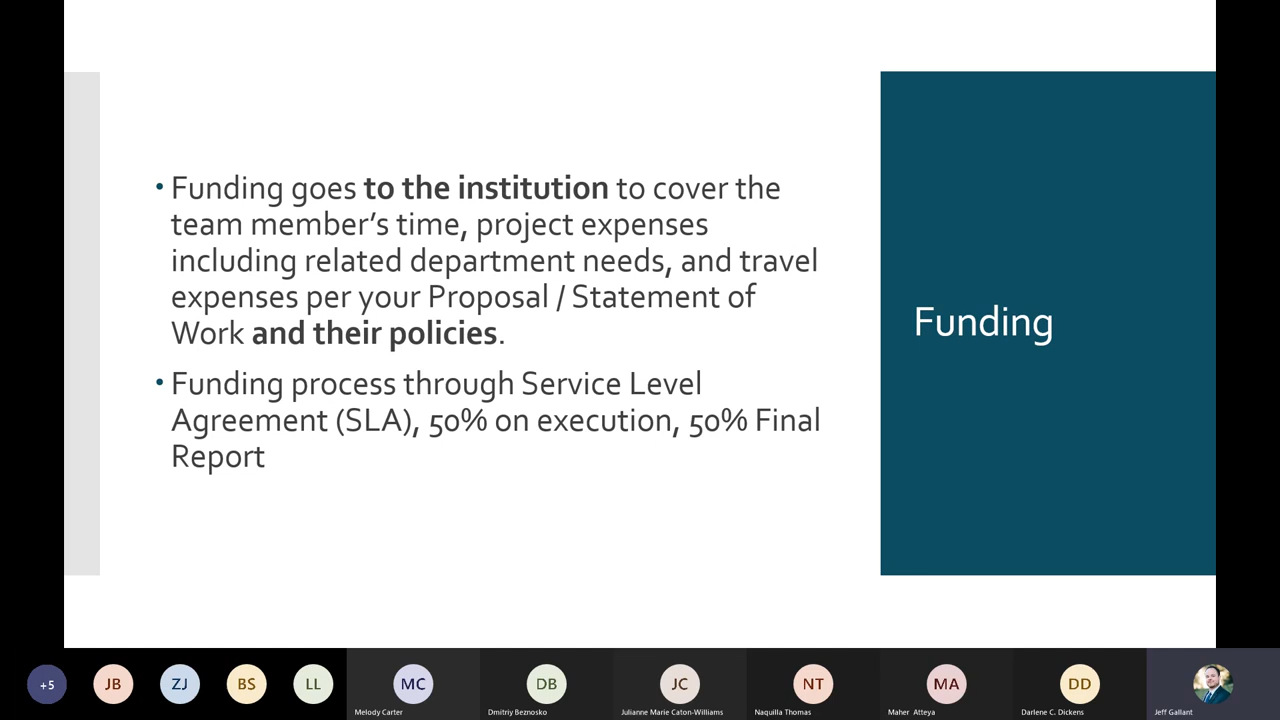 • Funding goes to the institution to cover the
team member's time, project expenses
including related department needs, and travel
expenses per your Proposal / Statement of
Work and their policies.
• Funding process through Service Level
Agreement (SLA), 50% on execution, 50% Final
Report
Funding
+5
JB
ZJ
BS
LL
MC
Melody Carter
DB
Dmitriy Beznosko
JC
Julianne Marie Caton-Williams
NT
Naquilla Thomas
MA
Maher Atteya
DD
Darlene C. Dickens
Jeff Gallant